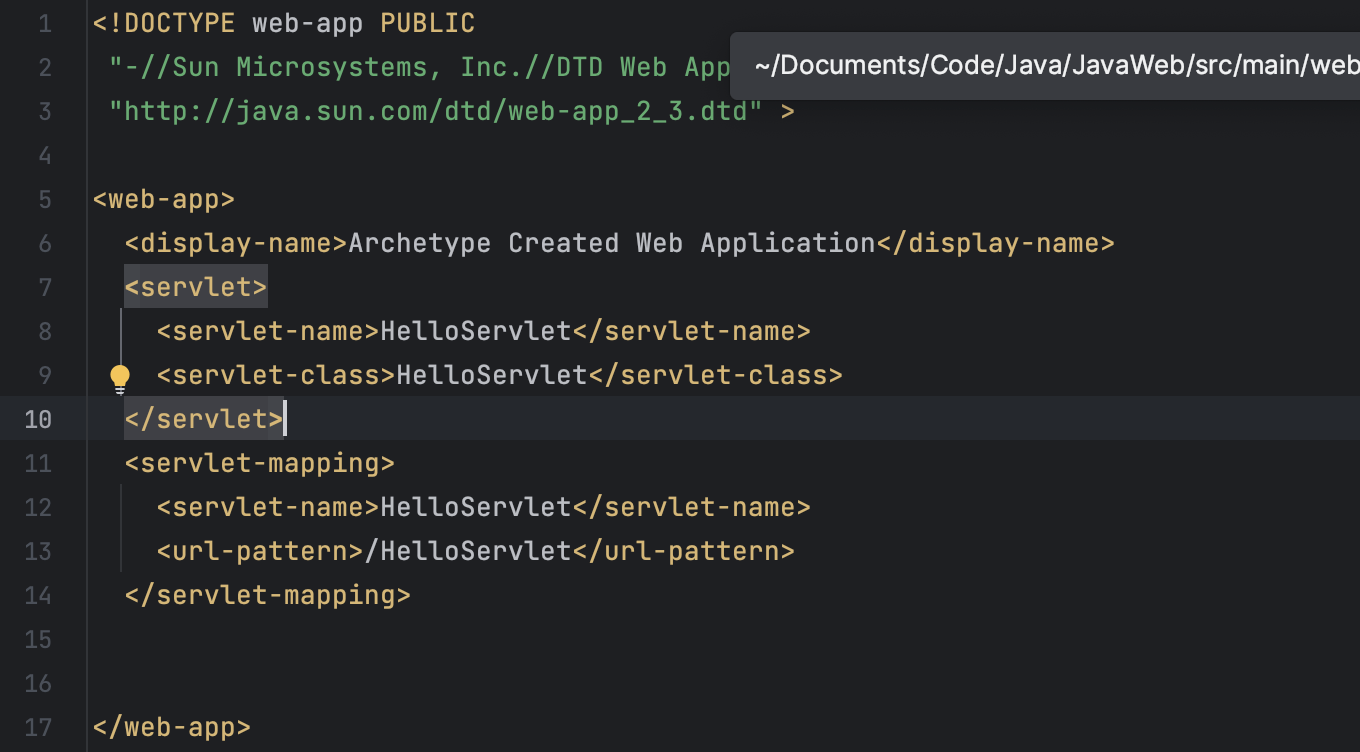 1 <!DOCTYPE web-app PUBLIC
2 "-//Sun Microsystems, Inc.//DTD Web App
~/Documents/Code/Java/JavaWeb/src/main/web
3 "http://java.sun.com/dtd/web-app_2_3.dtd" >
4
5 <web-app>
6 <display-name>Archetype Created Web Application</display-name>
7 <servlet>
8 <servlet-name>HelloServlet</servlet-name>
9 <servlet-class>HelloServlet</servlet-class>
10 </servlet>
11 <servlet-mapping>
12 <servlet-name>HelloServlet</servlet-name>
13 <url-pattern>/HelloServlet</url-pattern>
14 </servlet-mapping>
15
16
17 </web-app>